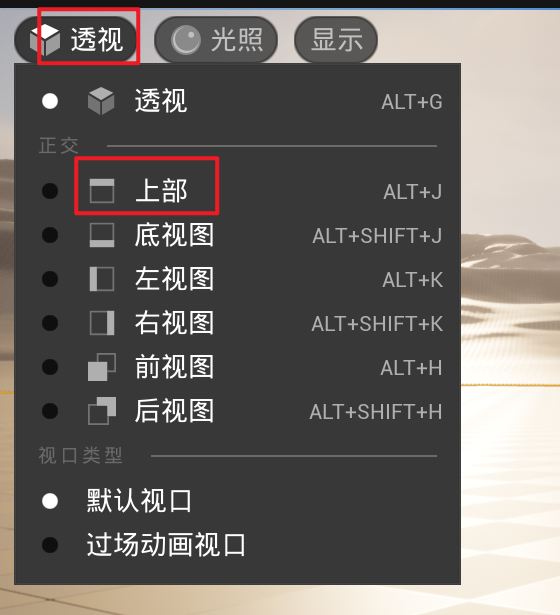 透视 光照 显示
透视 ALT+G
正交
上部 ALT+J
底视图 ALT+SHIFT+J
左视图 ALT+K
右视图 ALT+SHIFT+K
前视图 ALT+H
后视图 ALT+SHIFT+H
视口类型
默认视口
过场动画视口